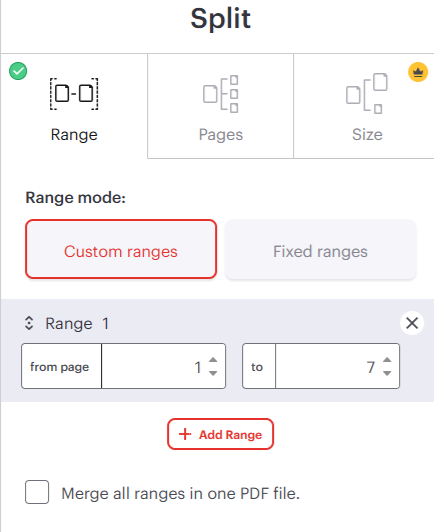 Split
Range Pages Size
Range mode:
Custom ranges Fixed ranges
Range 1
from page 1 to 7
+ Add Range
Merge all ranges in one PDF file.